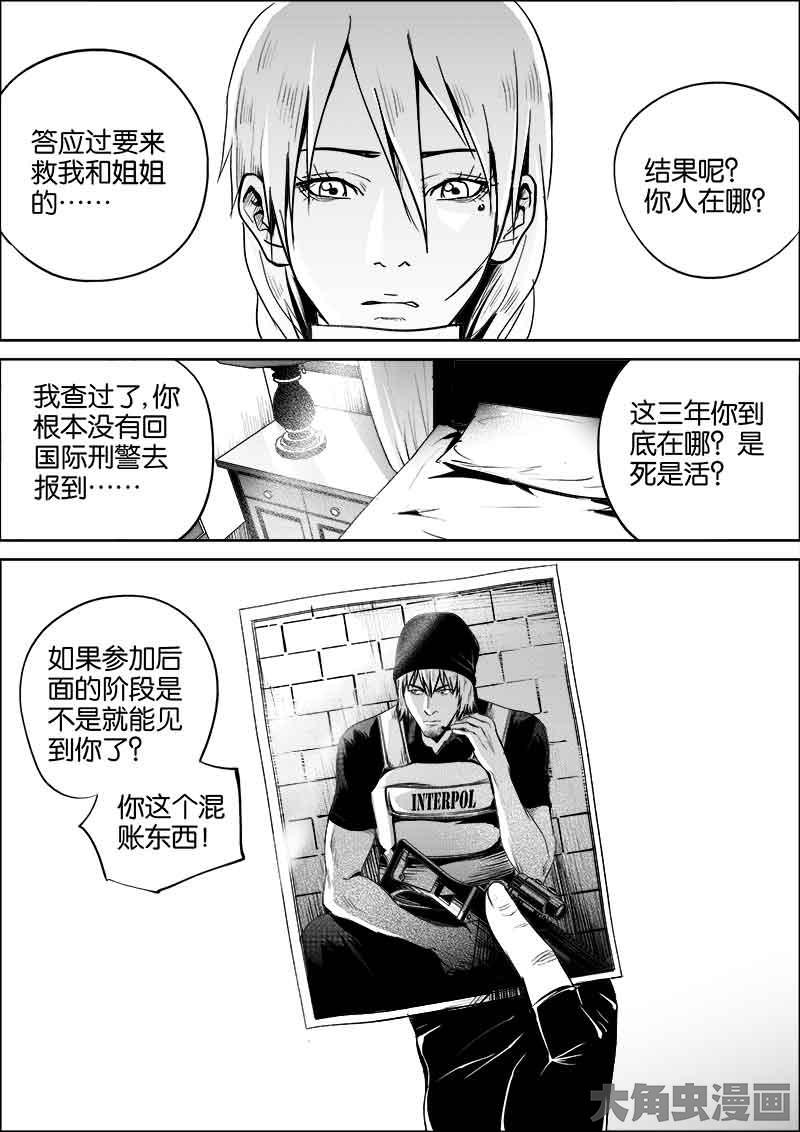 答应过要来
救我和姐姐
的……
结果呢？
你人在哪？
我查过了，你
根本没有回
国际刑警去
报到……
这三年你到
底在哪？是
死是活？
如果参加后
面的阶段是
不是就能见
到你了？
你这个混
账东西！
INTERPOL
大角虫漫画